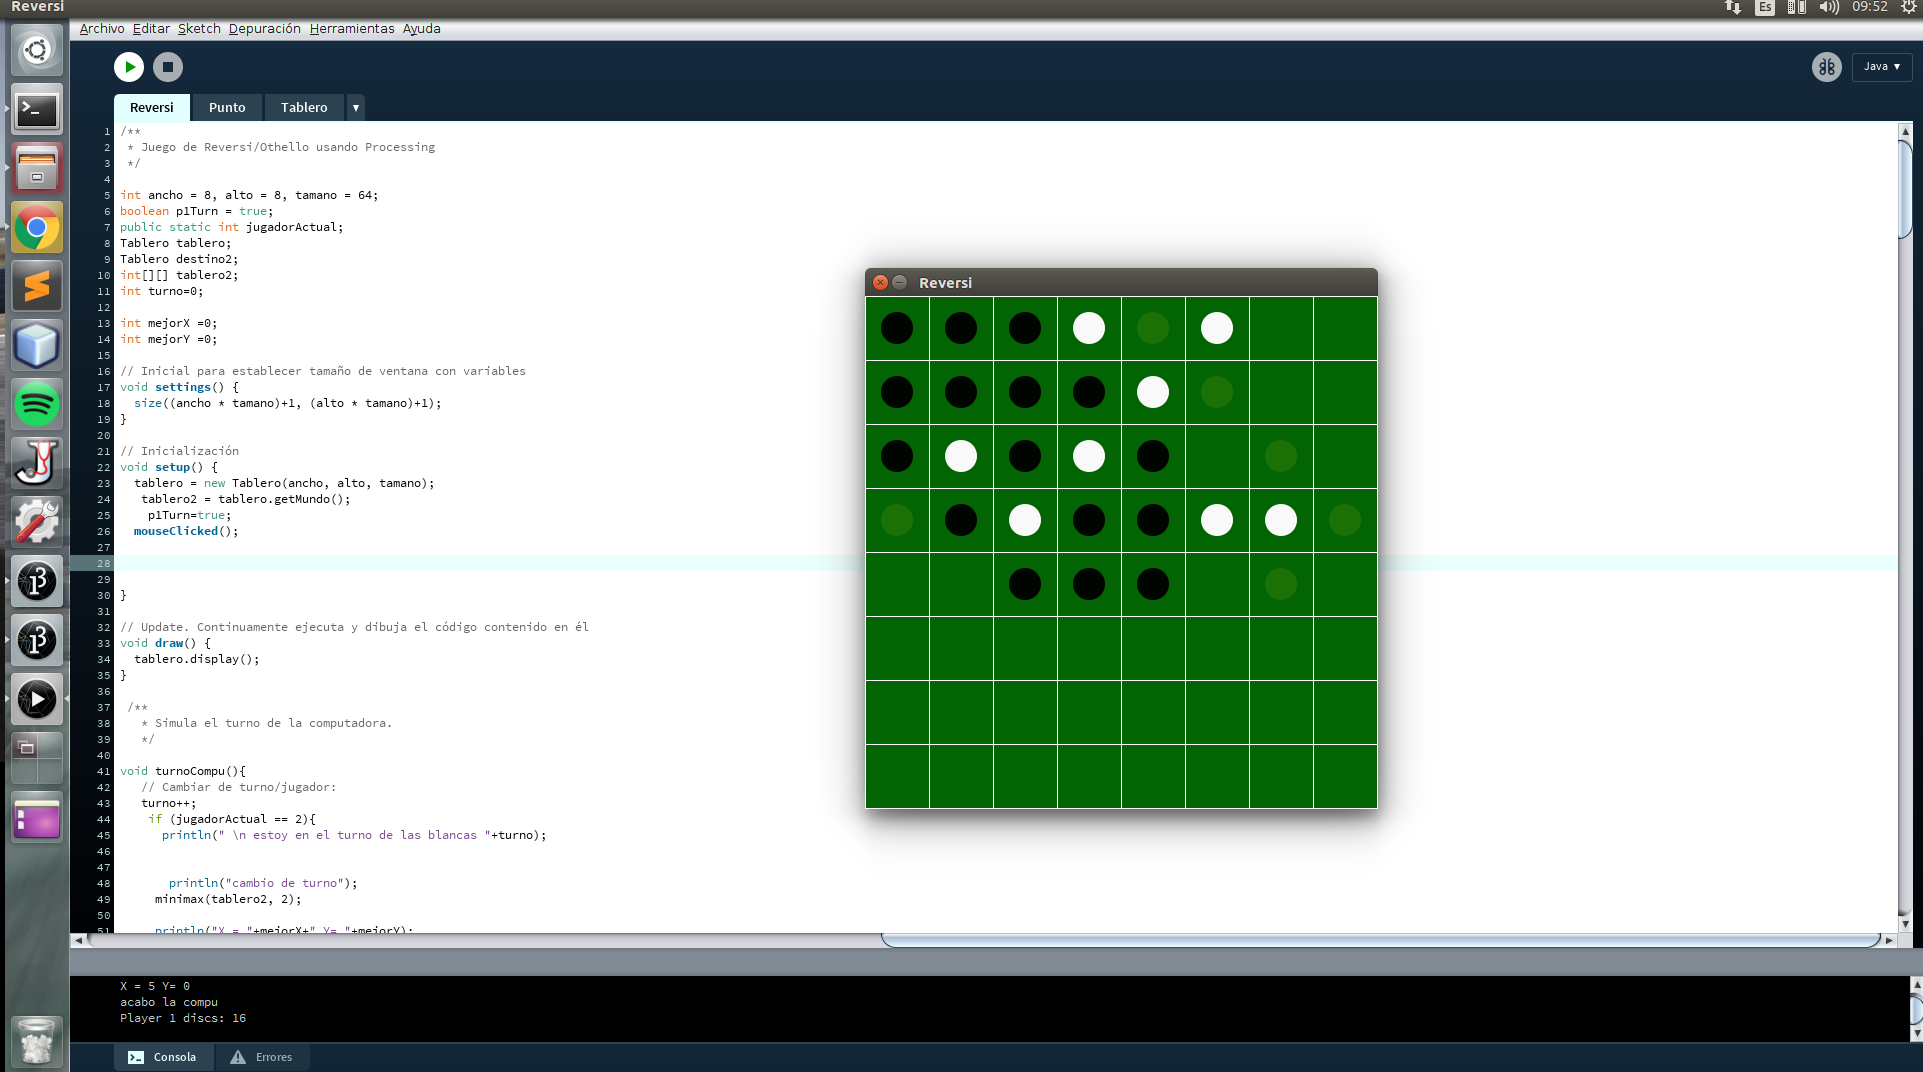 Reversi
Es
09:52
Archivo Editar Sketch Depuración Herramientas Ayuda
Java ▾
Reversi Punto Tablero ▾
1 /**
2  * Juego de Reversi/Othello usando Processing
3  */
4
5 int ancho = 8, alto = 8, tamano = 64;
6 boolean p1Turn = true;
7 public static int jugadorActual;
8 Tablero tablero;
9 Tablero destino2;
10 int[][] tablero2;
11 int turno=0;
12
13 int mejorX =0;
14 int mejorY =0;
15
16 // Inicial para establecer tamaño de ventana con variables
17 void settings() {
18   size((ancho * tamano)+1, (alto * tamano)+1);
19 }
20
21 // Inicialización
22 void setup() {
23   tablero = new Tablero(ancho, alto, tamano);
24    tablero2 = tablero.getMundo();
25     p1Turn=true;
26   mouseClicked();
27
28
29
30 }
31
32 // Update. Continuamente ejecuta y dibuja el código contenido en él
33 void draw() {
34   tablero.display();
35 }
36
37  /**
38    * Simula el turno de la computadora.
39    */
40
41 void turnoCompu(){
42    // Cambiar de turno/jugador:
43    turno++;
44     if (jugadorActual == 2){
45       println(" \n estoy en el turno de las blancas "+turno);
46
47
48        println("cambio de turno");
49      minimax(tablero2, 2);
50
51      println("X = "+mejorX+" Y= "+mejorY);
Reversi
X = 5 Y= 0
acabo la compu
Player 1 discs: 16
Consola Errores